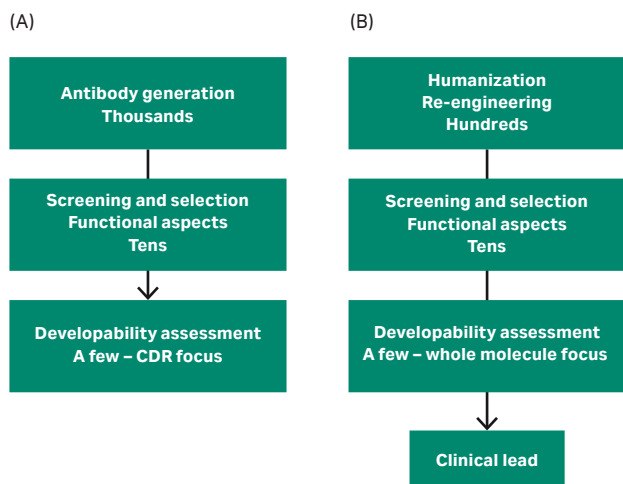 (A)
Antibody generation
Thousands
Screening and selection
Functional aspects
Tens
Developability assessment
A few – CDR focus
(B)
Humanization
Re-engineering
Hundreds
Screening and selection
Functional aspects
Tens
Developability assessment
A few – whole molecule focus
Clinical lead